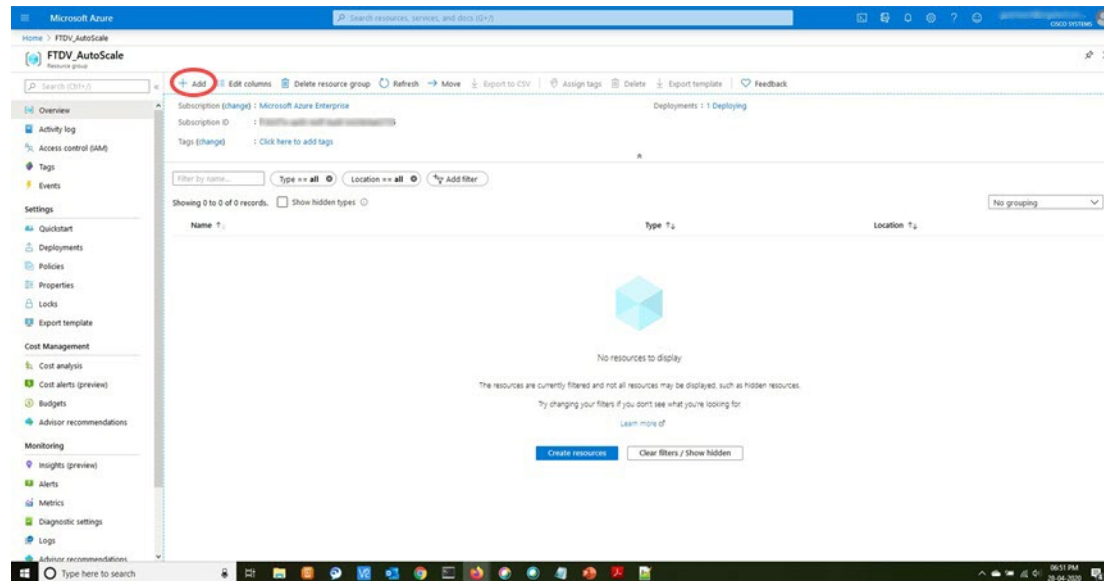 Microsoft Azure
Search resources, services, and docs (G+/)
CISCO SYSTEMS
Home > FTDV_AutoScale
FTDV_AutoScale
Resource group
Search (Ctrl+/)
Overview
Activity log
Access control (IAM)
Tags
Events
Settings
Quickstart
Deployments
Policies
Properties
Locks
Export template
Cost Management
Cost analysis
Cost alerts (preview)
Budgets
Advisor recommendations
Monitoring
Insights (preview)
Alerts
Metrics
Diagnostic settings
Logs
Advisor recommendations
+ Add Edit columns Delete resource group Refresh Move Export to CSV Assign tags Delete Export template Feedback
Subscription (change) : Microsoft Azure Enterprise Deployments : 1 Deploying
Subscription ID :
Tags (change) : Click here to add tags
Filter by name... Type == all Location == all Add filter
Showing 0 to 0 of 0 records. Show hidden types No grouping
Name ↑↓ Type ↑↓ Location ↑↓
No resources to display
The resources are currently filtered and not all resources may be displayed, such as hidden resources.
Try changing your filters if you don't see what you're looking for.
Learn more
Create resources Clear filters / Show hidden
Type here to search
06:51 PM
28-04-2020